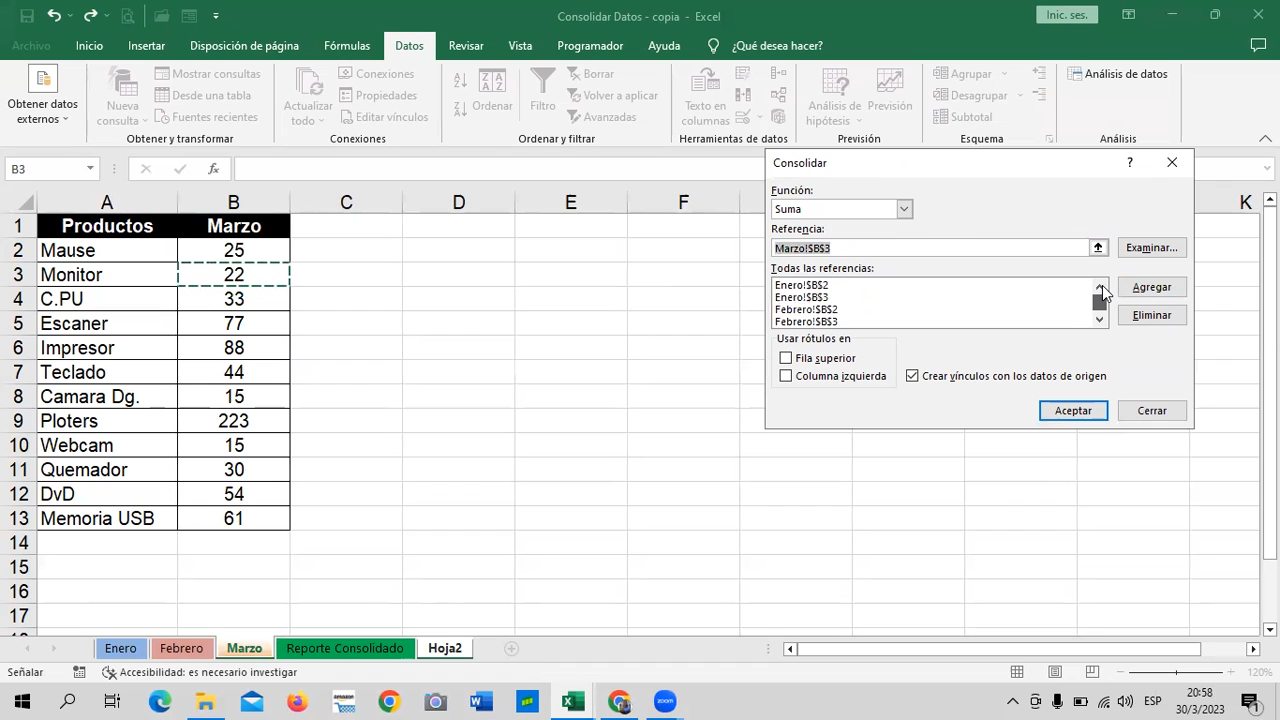 Consolidar Datos - copia - Excel
Inic. ses.
Archivo Inicio Insertar Disposición de página Fórmulas Datos Revisar Vista Programador Ayuda ¿Qué desea hacer?
Obtener datos externos
Nueva consulta
Mostrar consultas
Desde una tabla
Fuentes recientes
Obtener y transformar
Actualizar todo
Conexiones
Propiedades
Editar vínculos
Conexiones
Ordenar
Filtro
Borrar
Volver a aplicar
Avanzadas
Ordenar y filtrar
Texto en columnas
Herramientas de datos
Análisis de hipótesis
Previsión
Previsión
Agrupar
Desagrupar
Subtotal
Esquema
Análisis de datos
Análisis
B3
fx
A B C D E F K
1 Productos Marzo
2 Mause 25
3 Monitor 22
4 C.PU 33
5 Escaner 77
6 Impresor 88
7 Teclado 44
8 Camara Dg. 15
9 Ploters 223
10 Webcam 15
11 Quemador 30
12 DvD 54
13 Memoria USB 61
14
15
16
17
Consolidar
?
Función:
Suma
Referencia:
Marzo!$B$3
Examinar...
Todas las referencias:
Enero!$B$2
Enero!$B$3
Febrero!$B$2
Febrero!$B$3
Agregar
Eliminar
Usar rótulos en
Fila superior
Columna izquierda
Crear vínculos con los datos de origen
Aceptar Cerrar
Enero Febrero Marzo Reporte Consolidado Hoja2
Señalar Accesibilidad: es necesario investigar 120%
zoom
ESP
20:58
30/3/2023